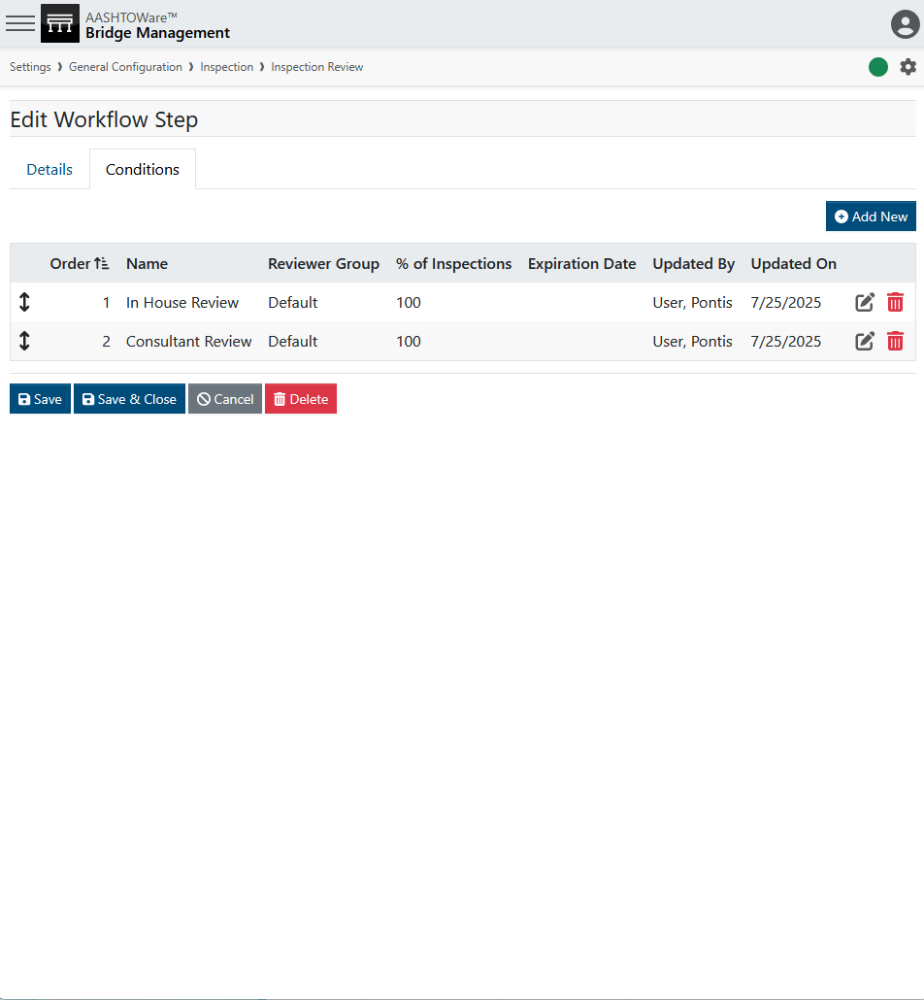 AASHTOWare™
Bridge Management
Settings ❯ General Configuration ❯ Inspection ❯ Inspection Review
Edit Workflow Step
Details Conditions
Add New
Order Name Reviewer Group % of Inspections Expiration Date Updated By Updated On
1 In House Review Default 100 User, Pontis 7/25/2025
2 Consultant Review Default 100 User, Pontis 7/25/2025
Save Save & Close Cancel Delete